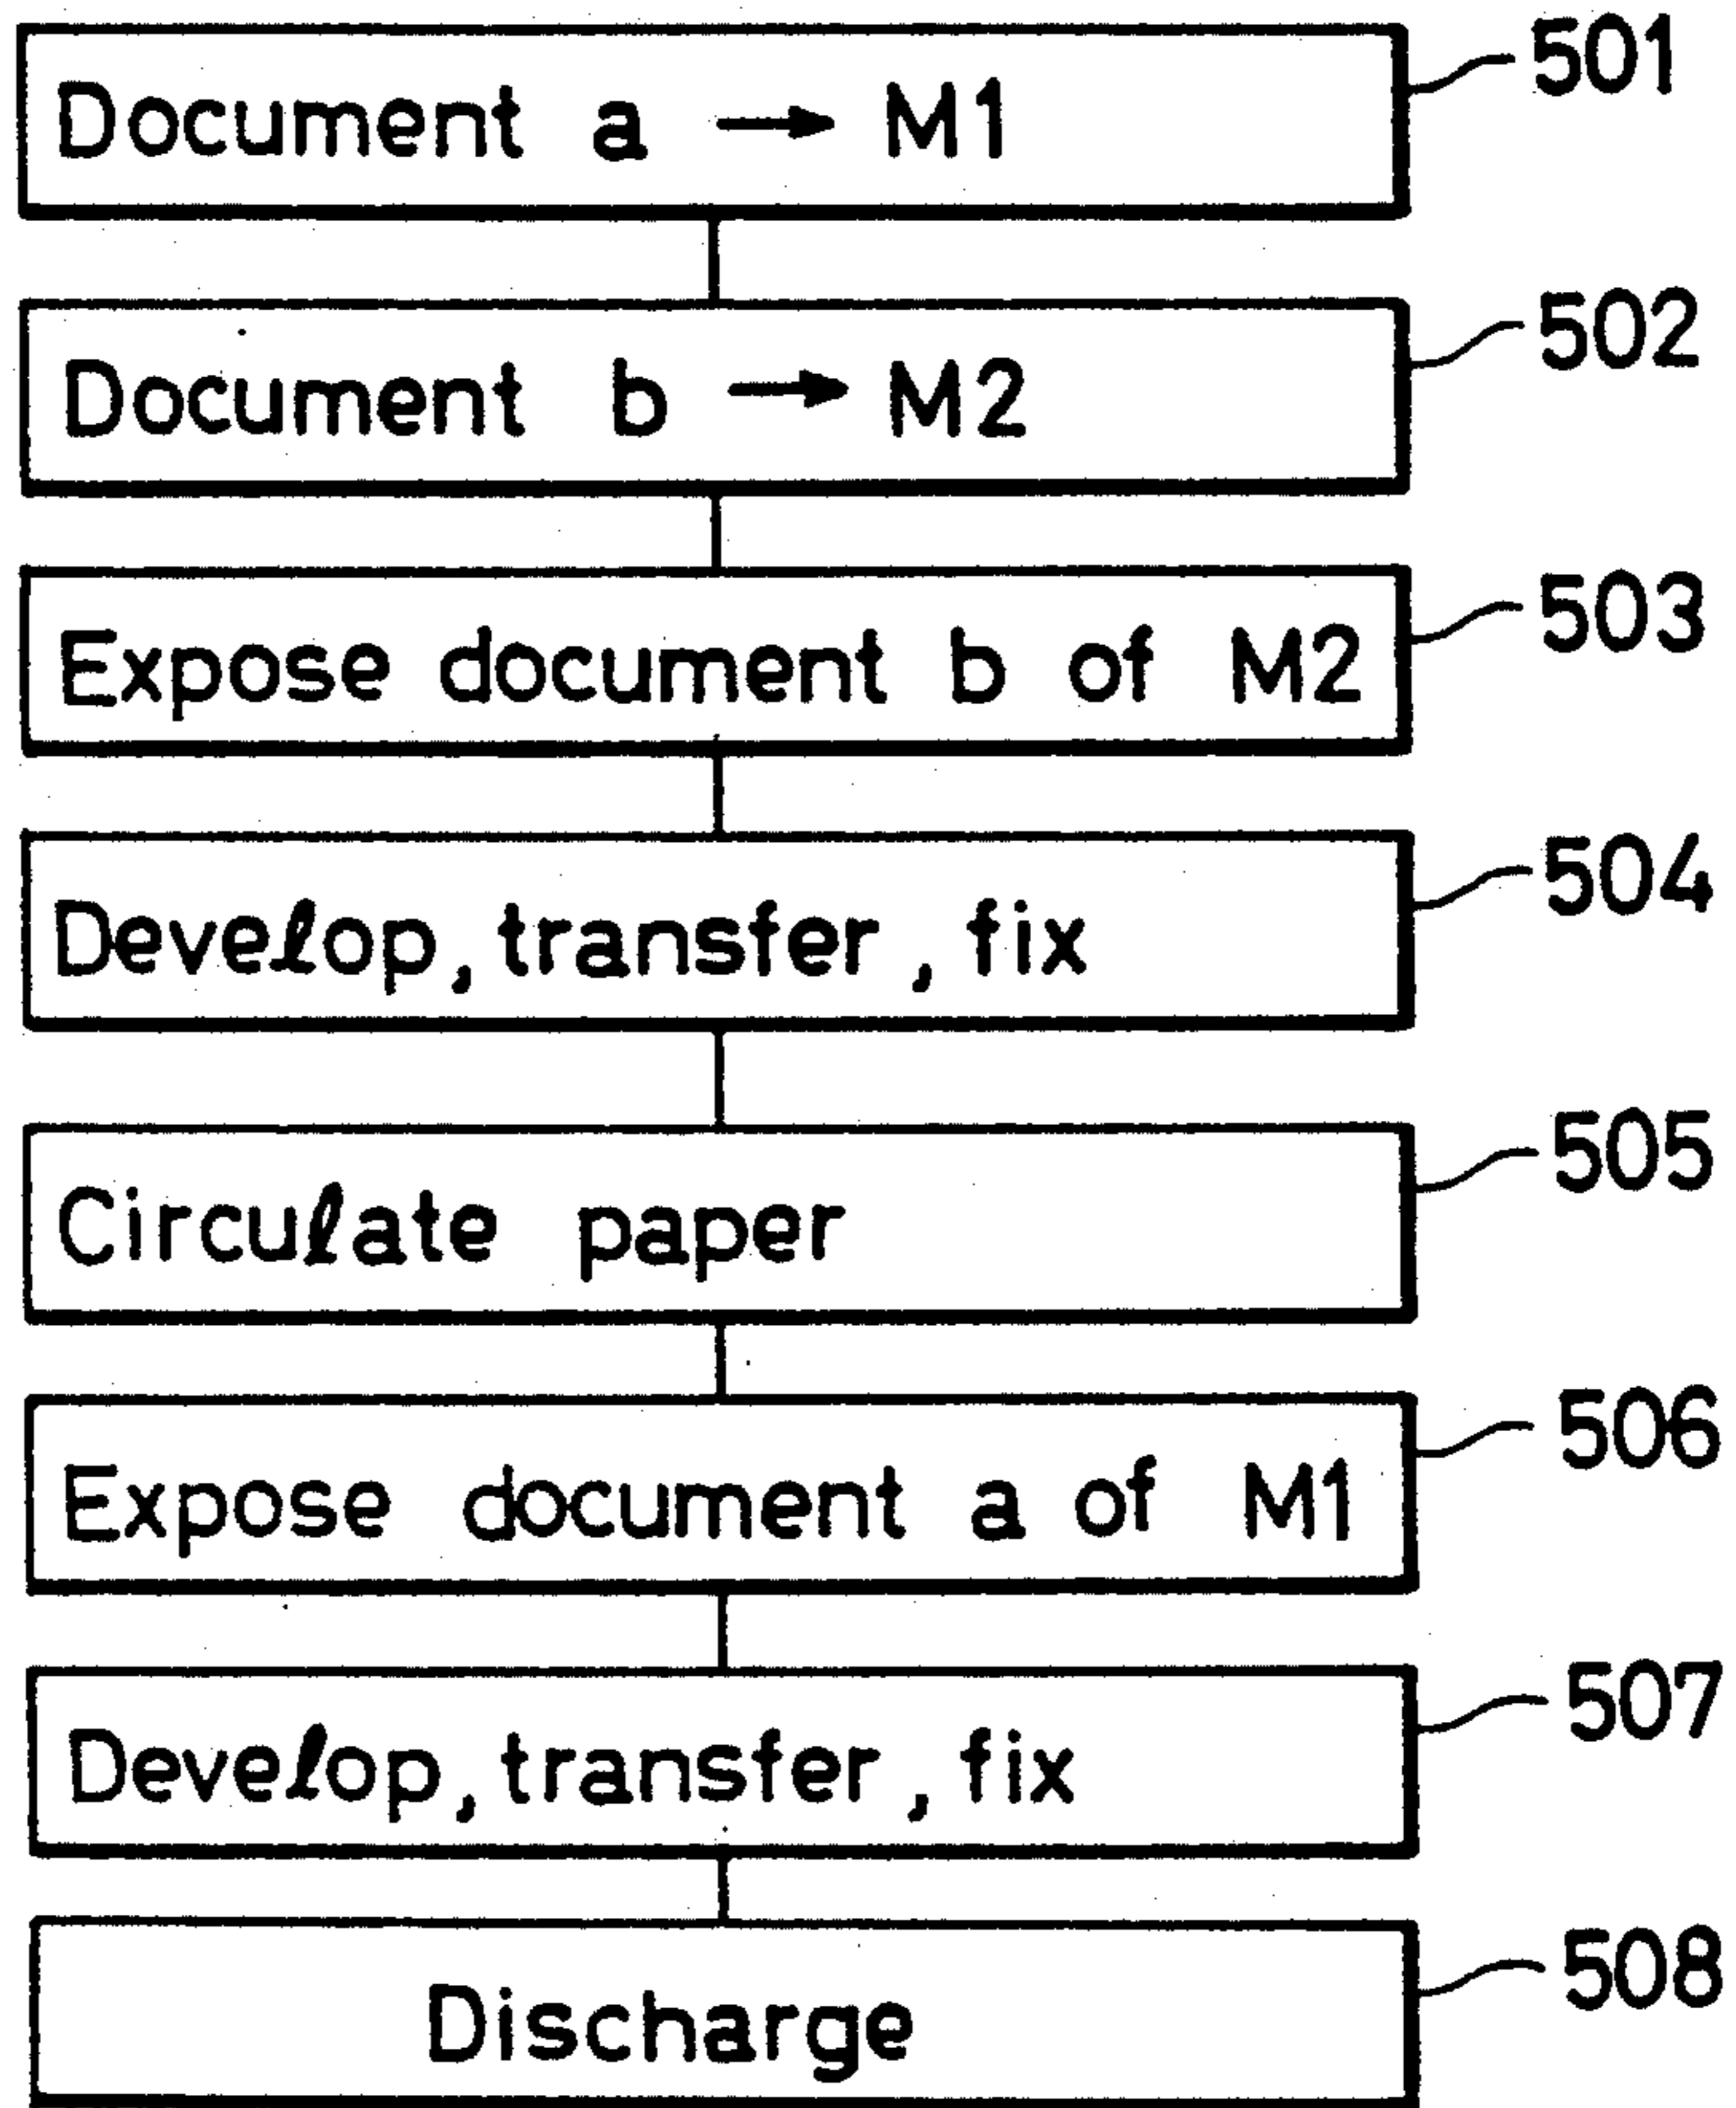 Document a → M1 501
Document b → M2 502
Expose document b of M2 503
Develop, transfer, fix 504
Circulate paper 505
Expose document a of M1 506
Develop, transfer, fix 507
Discharge 508